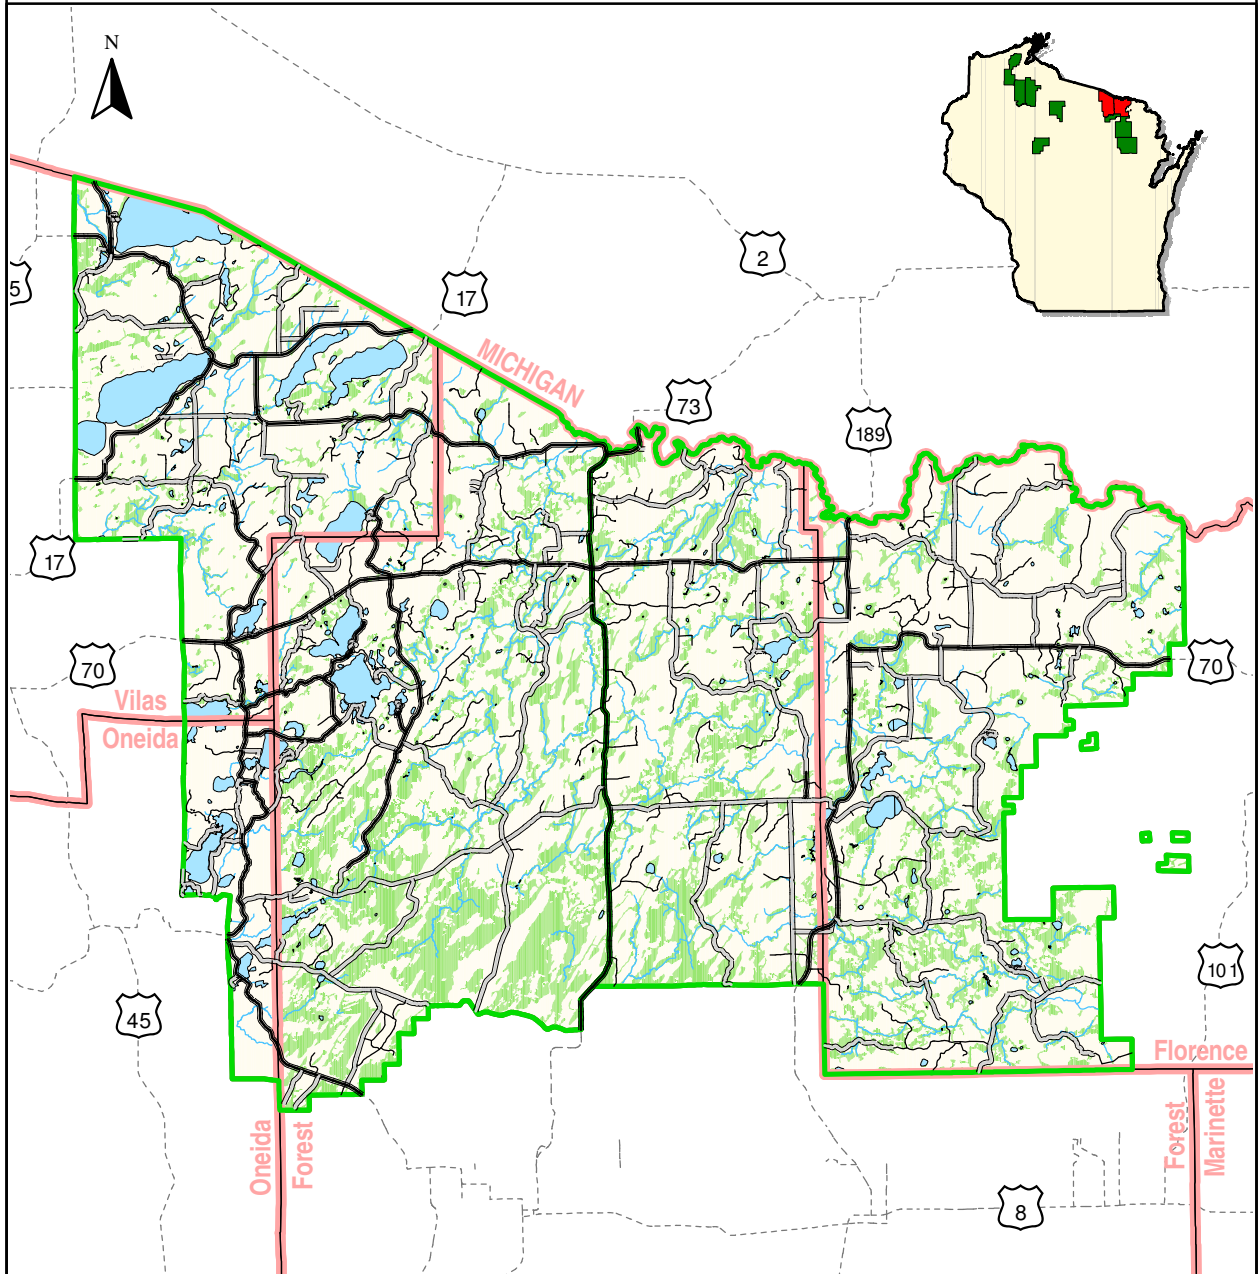 N
5
17
2
MICHIGAN
73
189
17
70
70
Vilas
Oneida
101
45
Florence
Oneida
Forest
Forest
Marinette
8